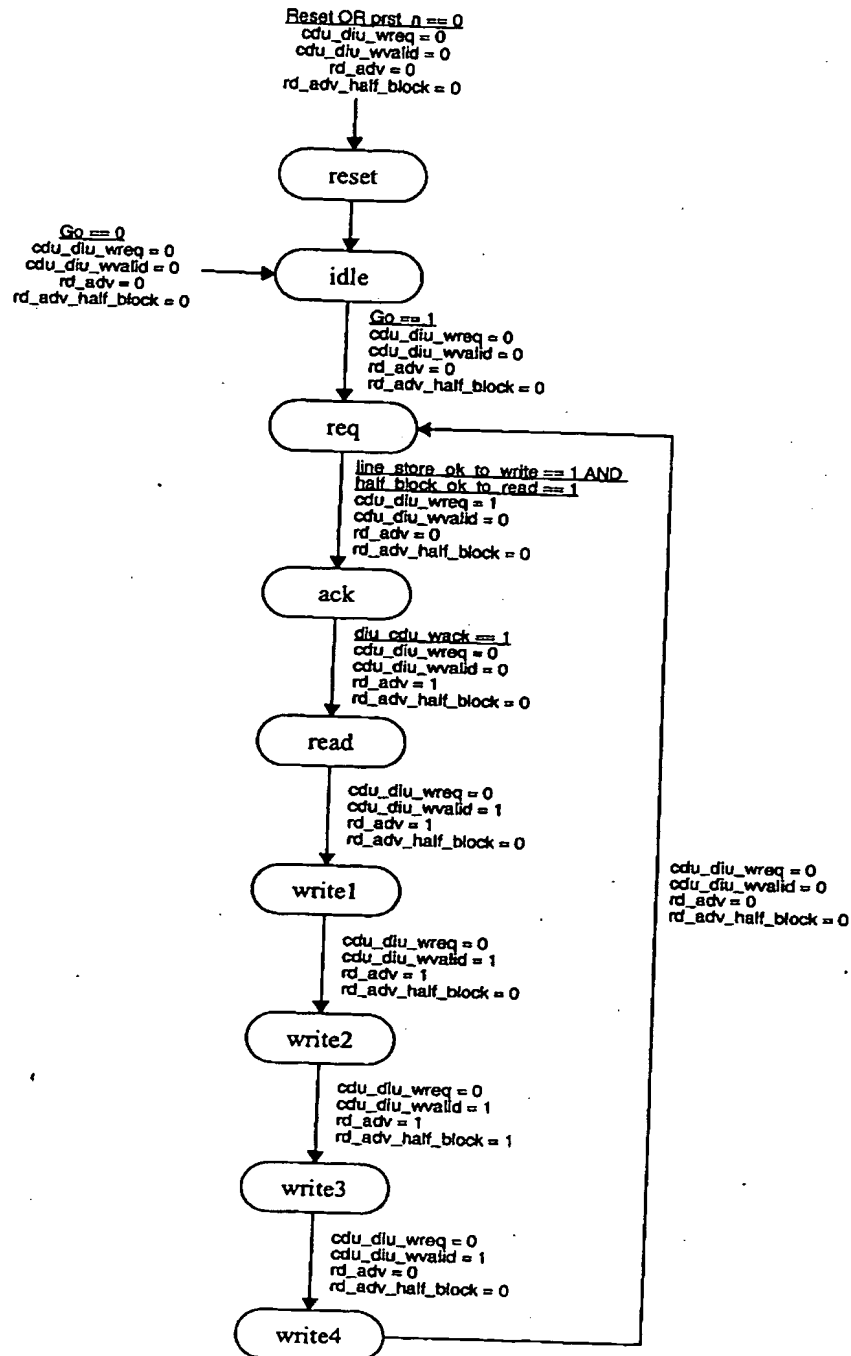 Reset OR prst_n == 0
cdu_diu_wreq = 0
cdu_diu_wvalid = 0
rd_adv = 0
rd_adv_half_block = 0
reset
Go == 0
cdu_diu_wreq = 0
cdu_diu_wvalid = 0
rd_adv = 0
rd_adv_half_block = 0
idle
Go == 1
cdu_diu_wreq = 0
cdu_diu_wvalid = 0
rd_adv = 0
rd_adv_half_block = 0
req
line_store_ok_to_write == 1 AND
half_block_ok_to_read == 1
cdu_diu_wreq = 1
cdu_diu_wvalid = 0
rd_adv = 0
rd_adv_half_block = 0
ack
diu_cdu_wack == 1
cdu_diu_wreq = 0
cdu_diu_wvalid = 0
rd_adv = 1
rd_adv_half_block = 0
read
cdu_diu_wreq = 0
cdu_diu_wvalid = 1
rd_adv = 1
rd_adv_half_block = 0
write1
cdu_diu_wreq = 0
cdu_diu_wvalid = 0
rd_adv = 0
rd_adv_half_block = 0
cdu_diu_wreq = 0
cdu_diu_wvalid = 1
rd_adv = 1
rd_adv_half_block = 0
write2
cdu_diu_wreq = 0
cdu_diu_wvalid = 1
rd_adv = 1
rd_adv_half_block = 1
write3
cdu_diu_wreq = 0
cdu_diu_wvalid = 1
rd_adv = 0
rd_adv_half_block = 0
write4